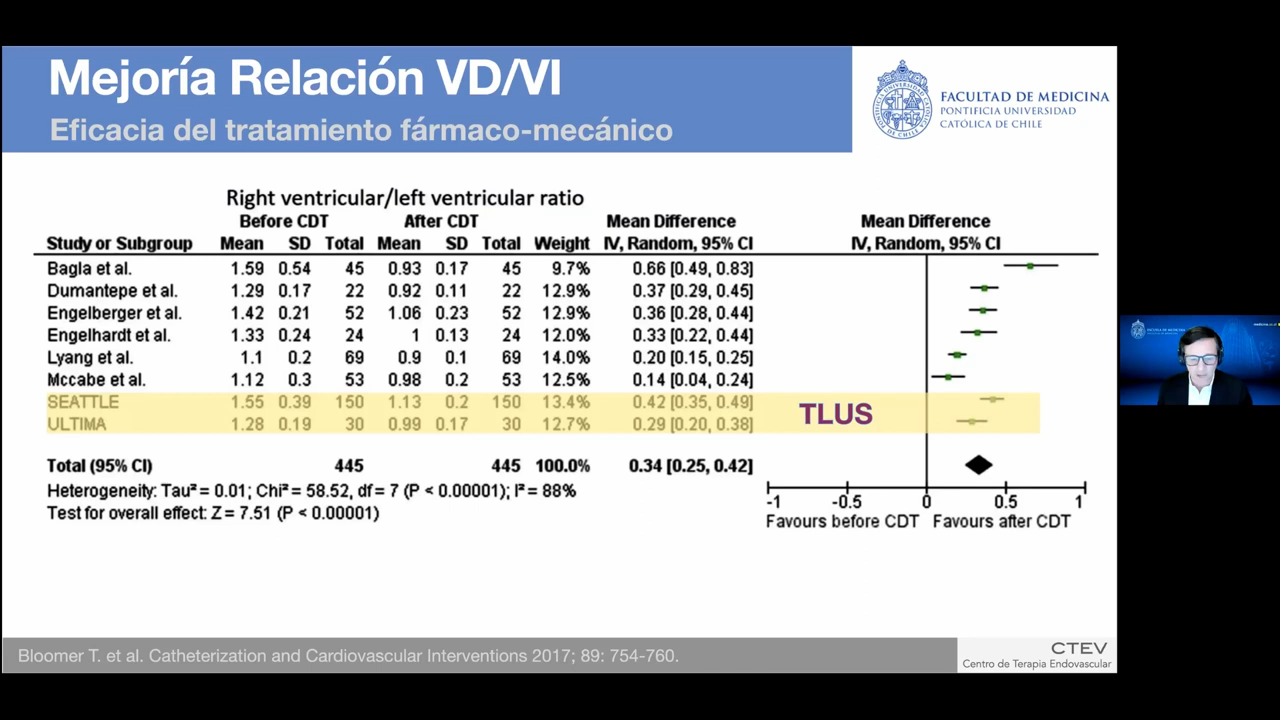 Mejoría Relación VD/VI
Eficacia del tratamiento fármaco-mecánico
FACULTAD DE MEDICINA
PONTIFICIA UNIVERSIDAD
CATÓLICA DE CHILE
Right ventricular/left ventricular ratio
Before CDT After CDT Mean Difference Mean Difference
Study or Subgroup Mean SD Total Mean SD Total Weight IV, Random, 95% CI IV, Random, 95% CI
Bagla et al. 1.59 0.54 45 0.93 0.17 45 9.7% 0.66 [0.49, 0.83]
Dumantepe et al. 1.29 0.17 22 0.92 0.11 22 12.9% 0.37 [0.29, 0.45]
Engelberger et al. 1.42 0.21 52 1.06 0.23 52 12.9% 0.36 [0.28, 0.44]
Engelhardt et al. 1.33 0.24 24 1 0.13 24 12.0% 0.33 [0.22, 0.44]
Lyang et al. 1.1 0.2 69 0.9 0.1 69 14.0% 0.20 [0.15, 0.25]
Mccabe et al. 1.12 0.3 53 0.98 0.2 53 12.5% 0.14 [0.04, 0.24]
SEATTLE 1.55 0.39 150 1.13 0.2 150 13.4% 0.42 [0.35, 0.49]
ULTIMA 1.28 0.19 30 0.99 0.17 30 12.7% 0.29 [0.20, 0.38]
TLUS
Total (95% CI) 445 445 100.0% 0.34 [0.25, 0.42]
Heterogeneity: Tau² = 0.01; Chi² = 58.52, df = 7 (P < 0.00001); I² = 88%
Test for overall effect: Z = 7.51 (P < 0.00001)
-1 -0.5 0 0.5 1
Favours before CDT Favours after CDT
Bloomer T. et al. Catheterization and Cardiovascular Interventions 2017; 89: 754-760.
CTEV
Centro de Terapia Endovascular